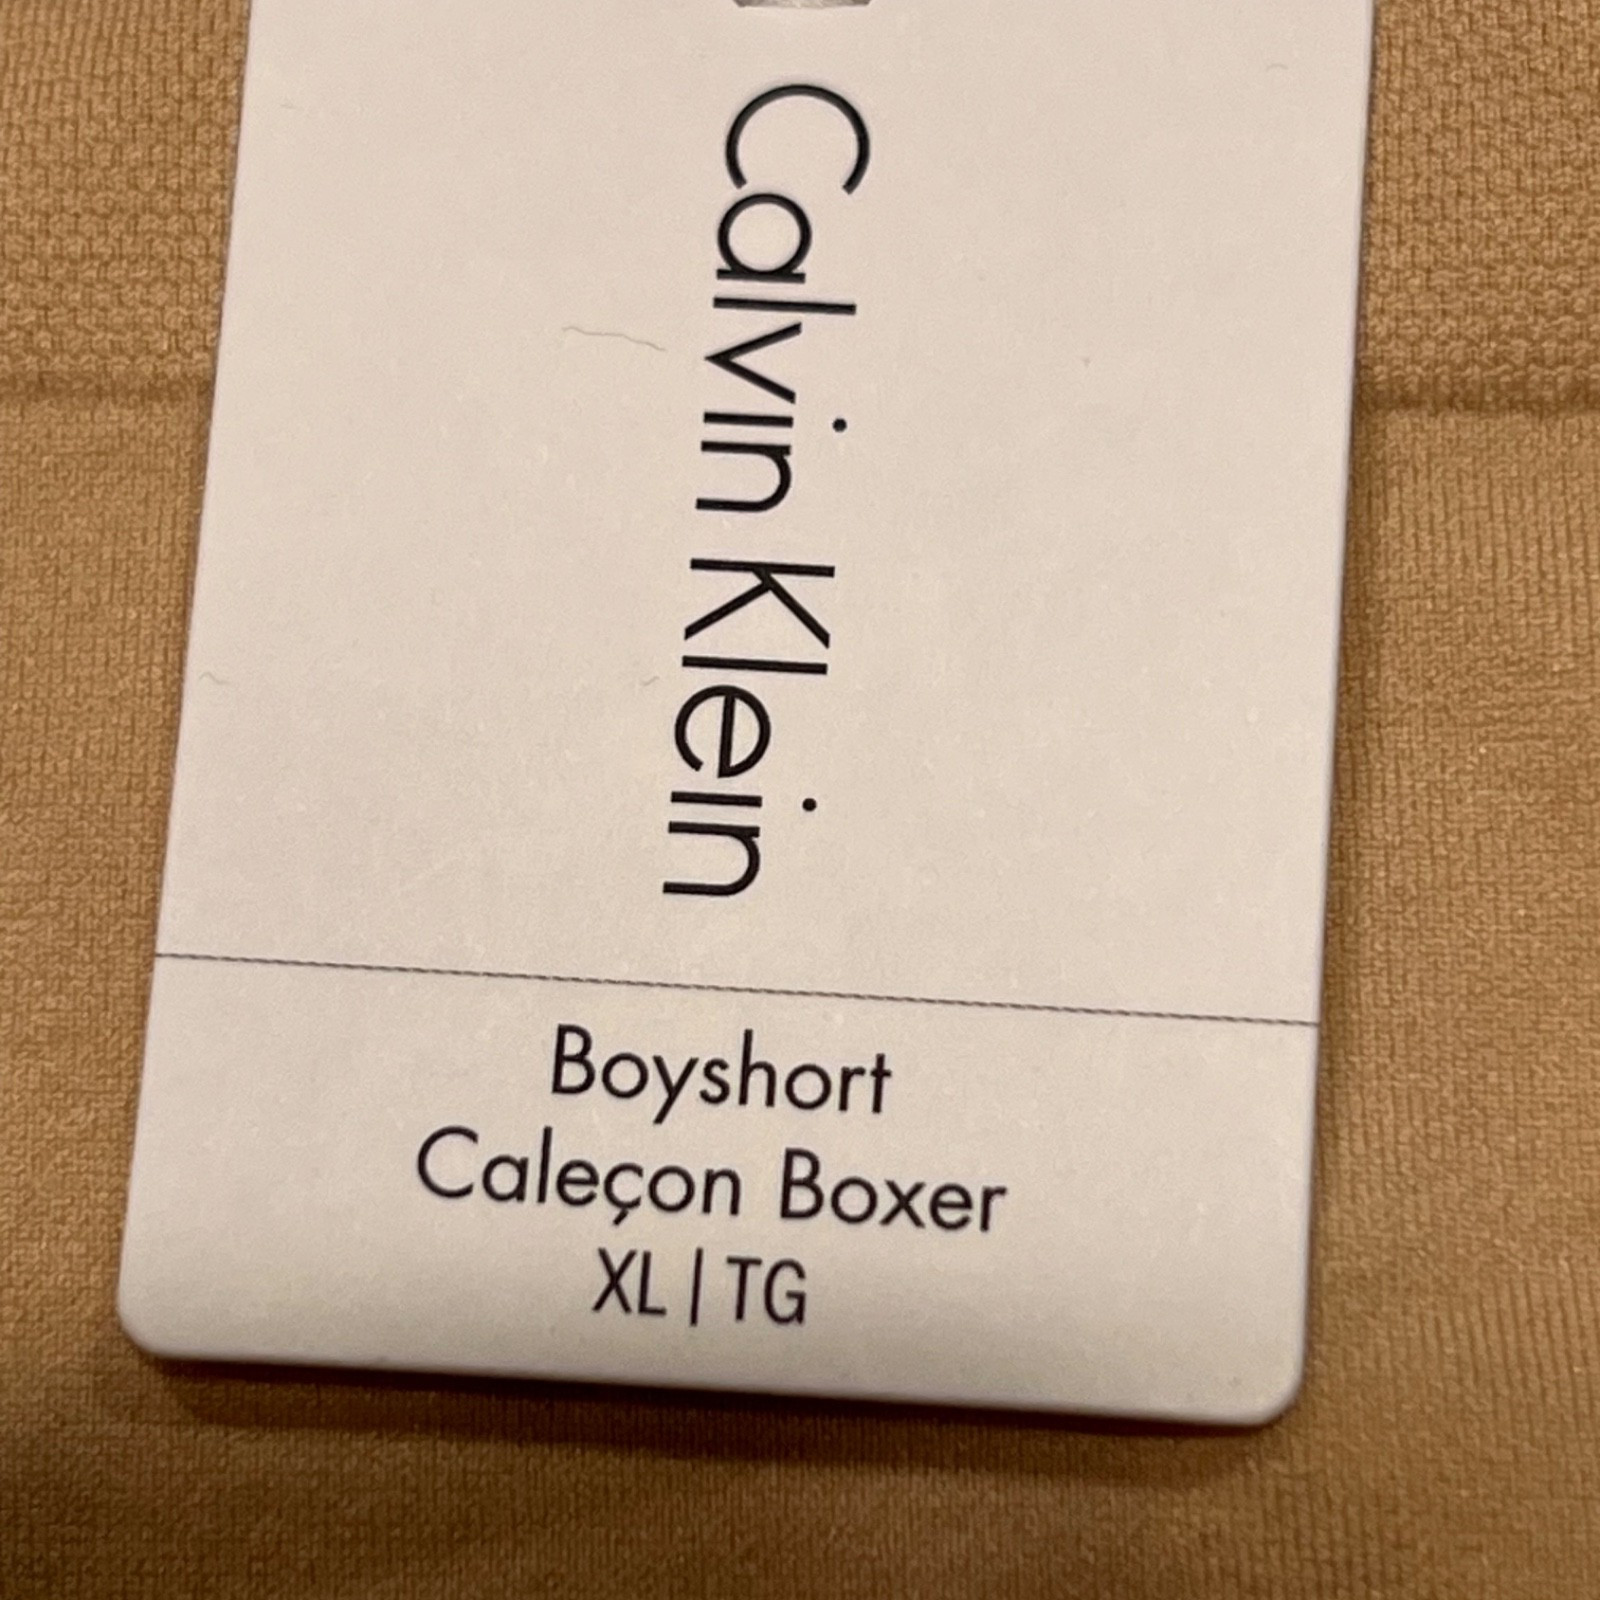 Calvin Klein
Boyshort
Caleçon Boxer
XL | TG